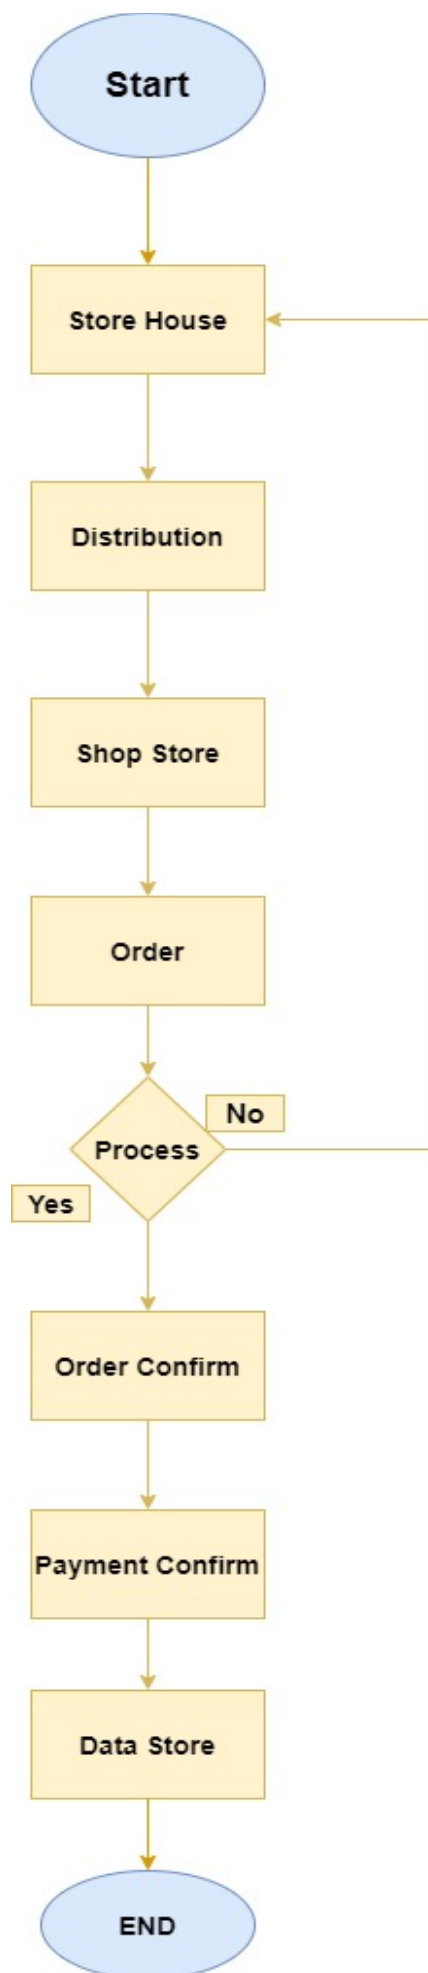 Start
Store House
Distribution
Shop Store
Order
No
Process
Yes
Order Confirm
Payment Confirm
Data Store
END